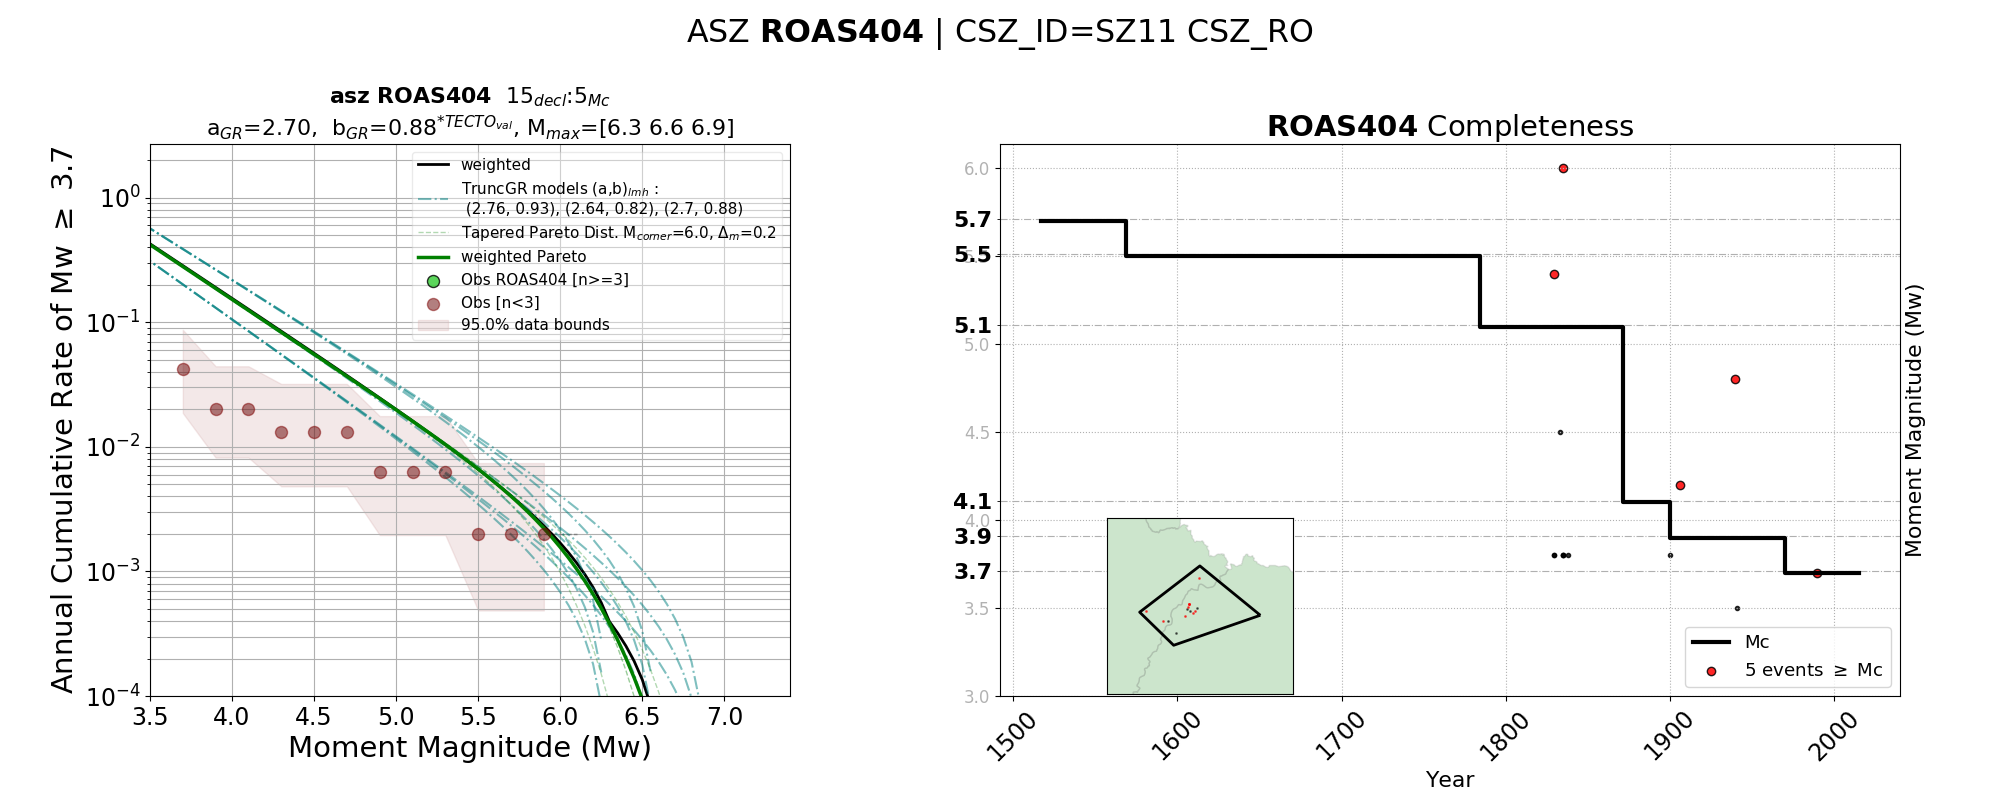 ASZ ROAS404 | CSZ_ID=SZ11 CSZ_RO
asz ROAS404 15decl:5Mc
aGR=2.70, bGR=0.88*TECTOval, Mmax=[6.3 6.6 6.9]
Annual Cumulative Rate of Mw ≥ 3.7
10^0
10^-1
10^-2
10^-3
10^-4
weighted
TruncGR models (a,b)lmh :
(2.76, 0.93), (2.64, 0.82), (2.7, 0.88)
Tapered Pareto Dist. Mcorner=6.0, Δm=0.2
weighted Pareto
Obs ROAS404 [n>=3]
Obs [n<3]
95.0% data bounds
3.5 4.0 4.5 5.0 5.5 6.0 6.5 7.0
Moment Magnitude (Mw)
ROAS404 Completeness
6.0
5.7
5.5
5.5
5.1
5.0
4.5
4.1
4.0
3.9
3.7
3.5
3.0
Mc
5 events ≥ Mc
1500 1600 1700 1800 1900 2000
Year
Moment Magnitude (Mw)